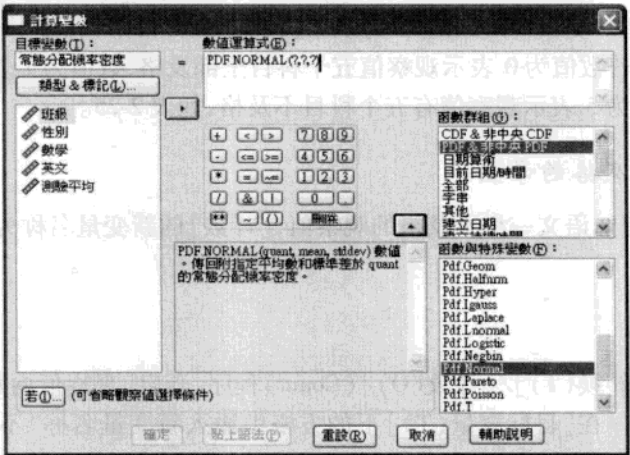 計算變數
目標變數(T)：
常態分配機率密度
=
數值運算式(E)：
PDF.NORMAL(?,?,?)
類型 & 標記(L)...
班級
性別
數學
英文
測驗平均
+ < > 7 8 9
- <= >= 4 5 6
* = ~= 1 2 3
/ & | 0 .
** ~ () 刪除
函數群組(G)：
CDF & 非中央 CDF
PDF & 非中央 PDF
日期算術
目前日期/時間
全部
字串
其他
建立日期
PDF.NORMAL(quant, mean, stddev) 數值
。傳回附指定平均數和標準差於 quant
的常態分配機率密度。
函數與特殊變數(F)：
Pdf.Geom
Pdf.Halfnrm
Pdf.Hyper
Pdf.Igauss
Pdf.Laplace
Pdf.Lnormal
Pdf.Logistic
Pdf.Negbin
Pdf.Normal
Pdf.Pareto
Pdf.Poisson
Pdf.T
若(I)... (可省略觀察值選擇條件)
確定 貼上語法(P) 重設(R) 取消 輔助說明